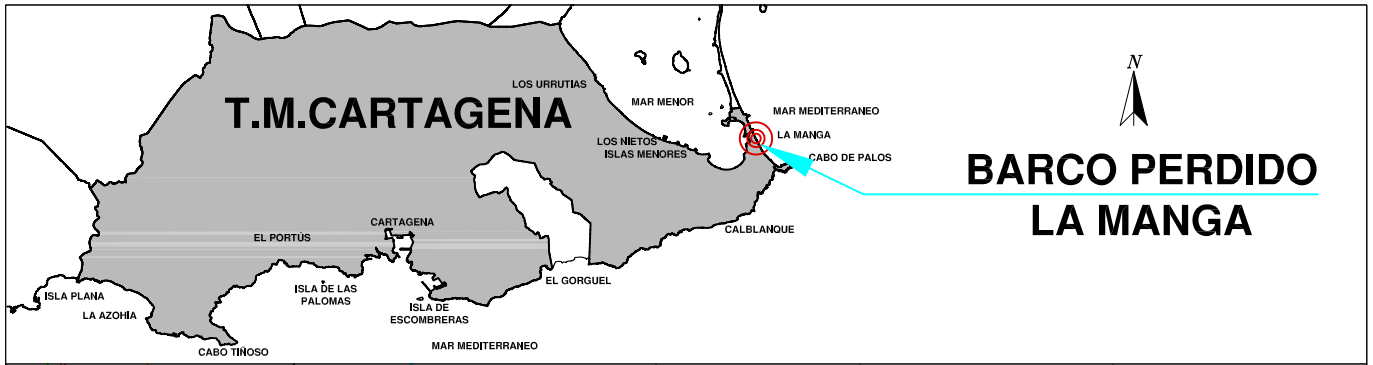 N
LOS URRUTIAS
MAR MENOR
T.M.CARTAGENA
MAR MEDITERRANEO
LA MANGA
LOS NIETOS
ISLAS MENORES
CABO DE PALOS
BARCO PERDIDO
LA MANGA
CARTAGENA
CALBLANQUE
EL PORTÚS
EL GORGUEL
ISLA DE LAS
PALOMAS
ISLA PLANA
LA AZOHÍA
ISLA DE
ESCOMBRERAS
MAR MEDITERRANEO
CABO TIÑOSO